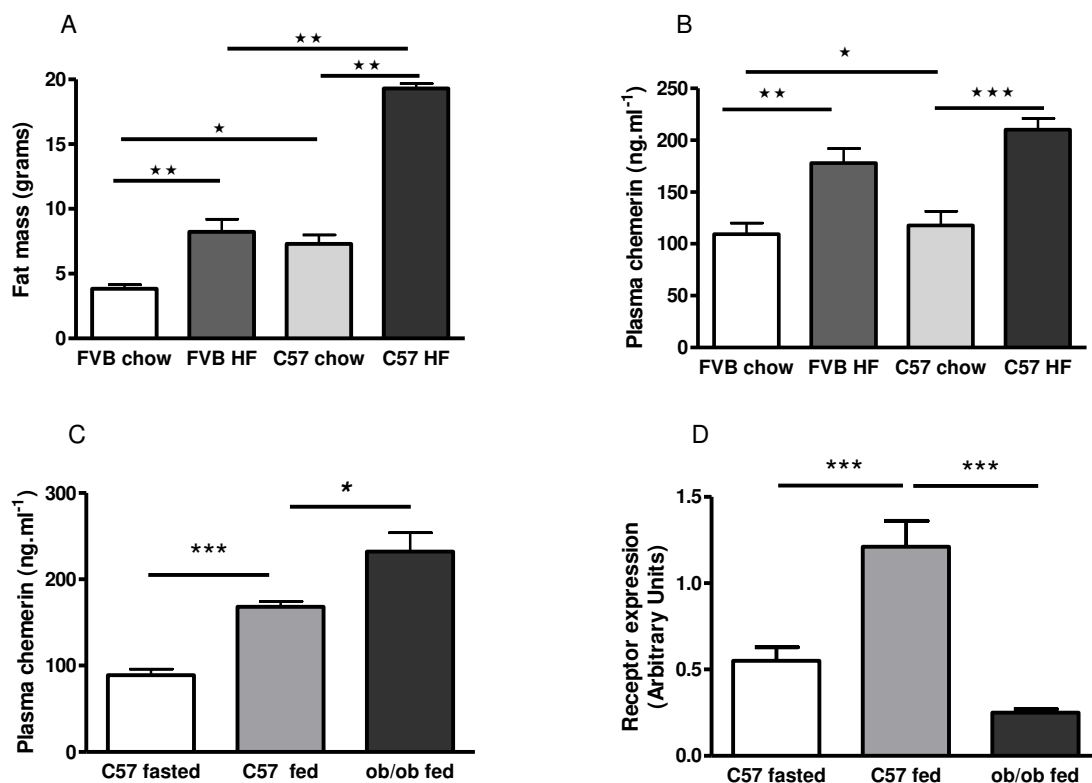 A
★★
★★
★
★★
Fat mass (grams)
20
15
10
5
0
FVB chow FVB HF C57 chow C57 HF
B
★
★★
★★★
Plasma chemerin (ng.ml⁻¹)
250
200
150
100
50
0
FVB chow FVB HF C57 chow C57 HF
C
*
***
Plasma chemerin (ng.ml⁻¹)
300
200
100
0
C57 fasted C57 fed ob/ob fed
D
*** ***
Receptor expression
(Arbitrary Units)
1.5
1.0
0.5
0.0
C57 fasted C57 fed ob/ob fed